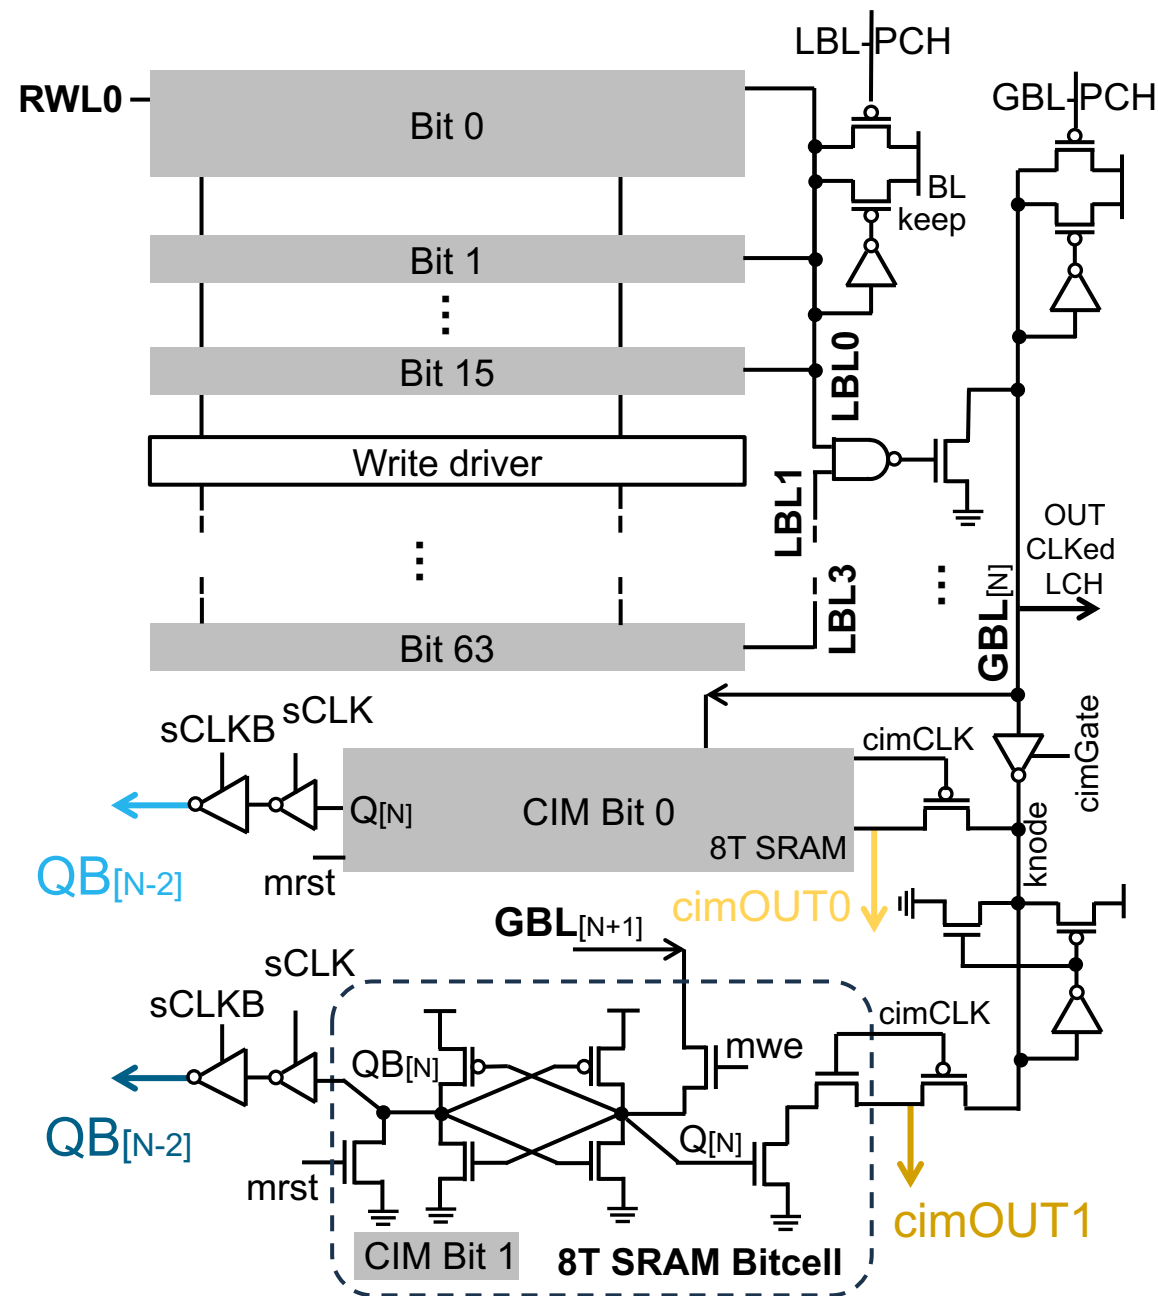 LBL-PCH
GBL-PCH
RWL0
Bit 0
BL
keep
Bit 1
⋮
Bit 15
LBL0
Write driver
LBL1
OUT
CLKed
LCH
⋮
LBL3
⋮
GBL[N]
Bit 63
sCLKB
sCLK
cimCLK
cimGate
Q[N]
CIM Bit 0
8T SRAM
knode
mrst
QB[N-2]
cimOUT0
GBL[N+1]
sCLK
sCLKB
cimCLK
mwe
QB[N]
QB[N-2]
Q[N]
mrst
cimOUT1
CIM Bit 1
8T SRAM Bitcell